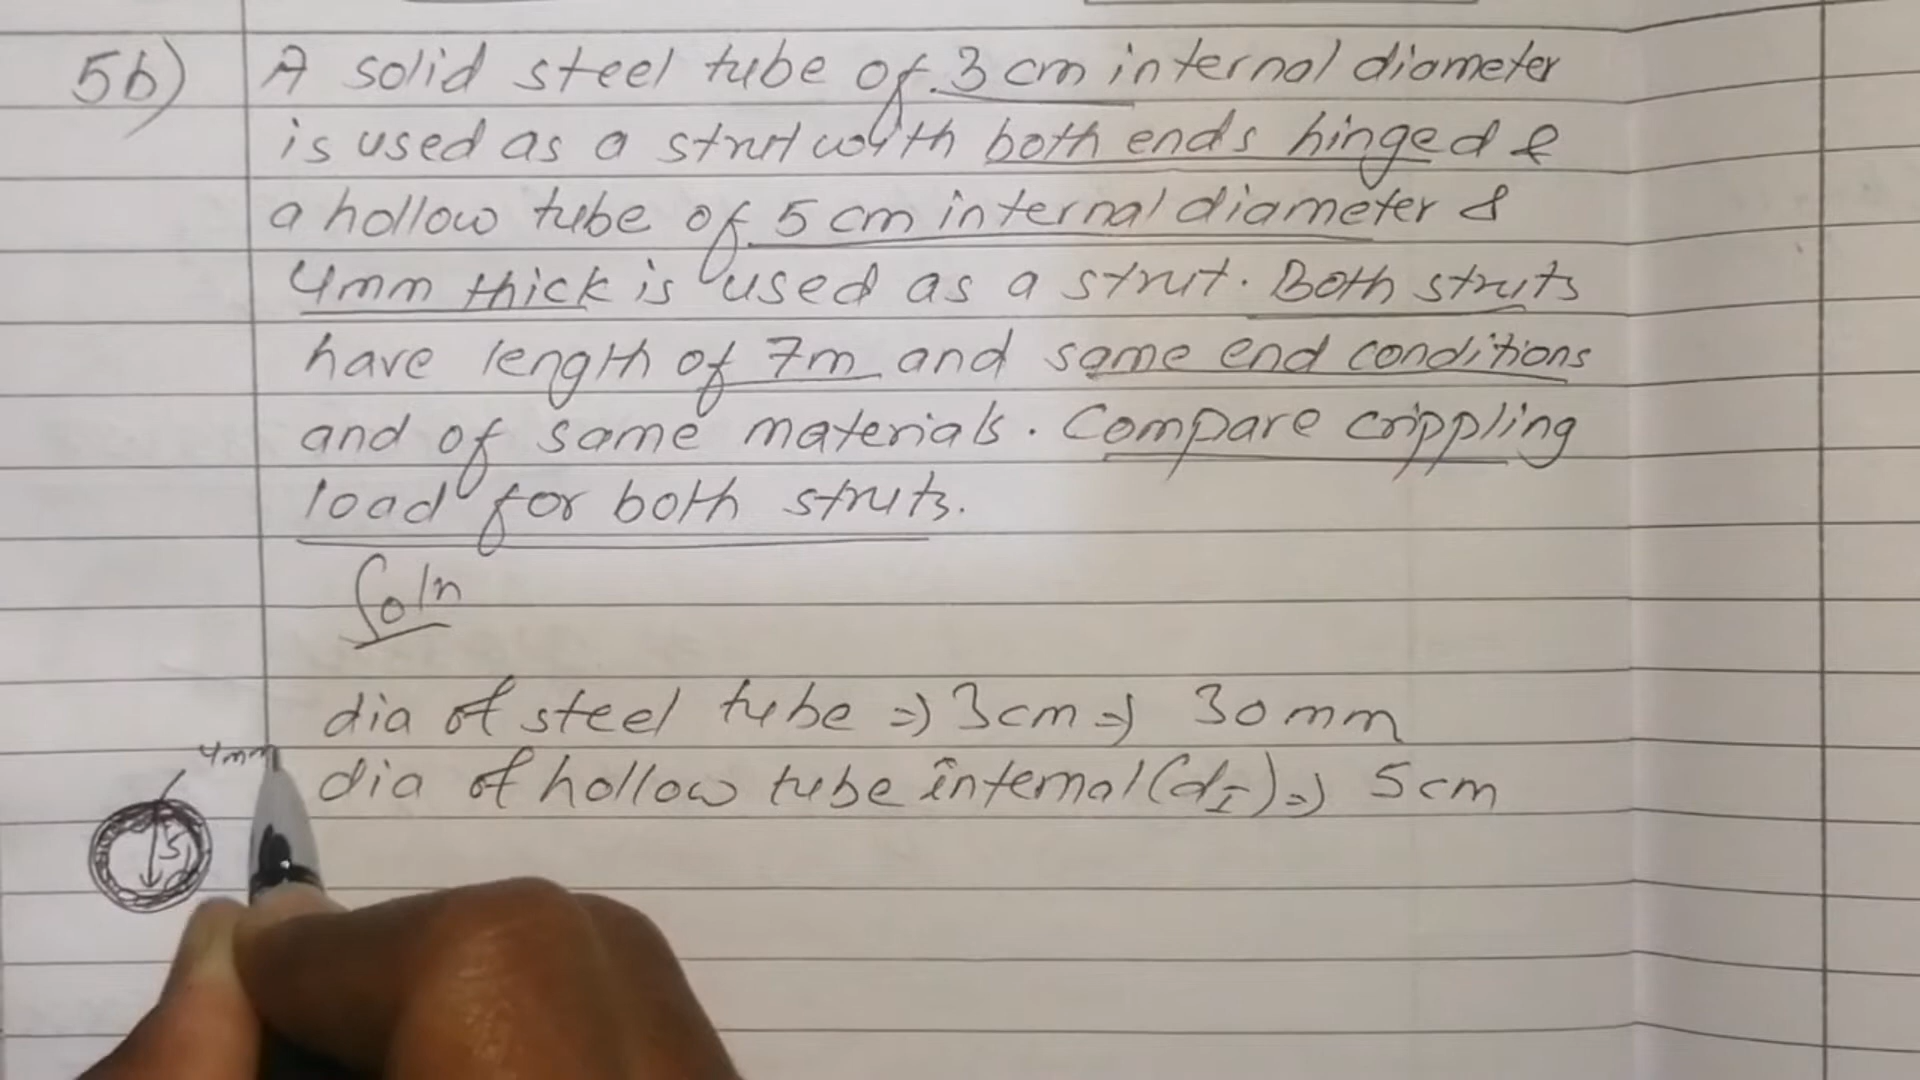 5b) A solid steel tube of 3 cm internal diameter
is used as a strut with both ends hinged &
a hollow tube of 5 cm internal diameter &
4mm thick is used as a strut. Both struts
have length of 7m and same end conditions
and of same materials. Compare crippling
load for both struts.
Soln
dia of steel tube => 3cm => 30mm
4mm
dia of hollow tube internal (dI) => 5cm
5